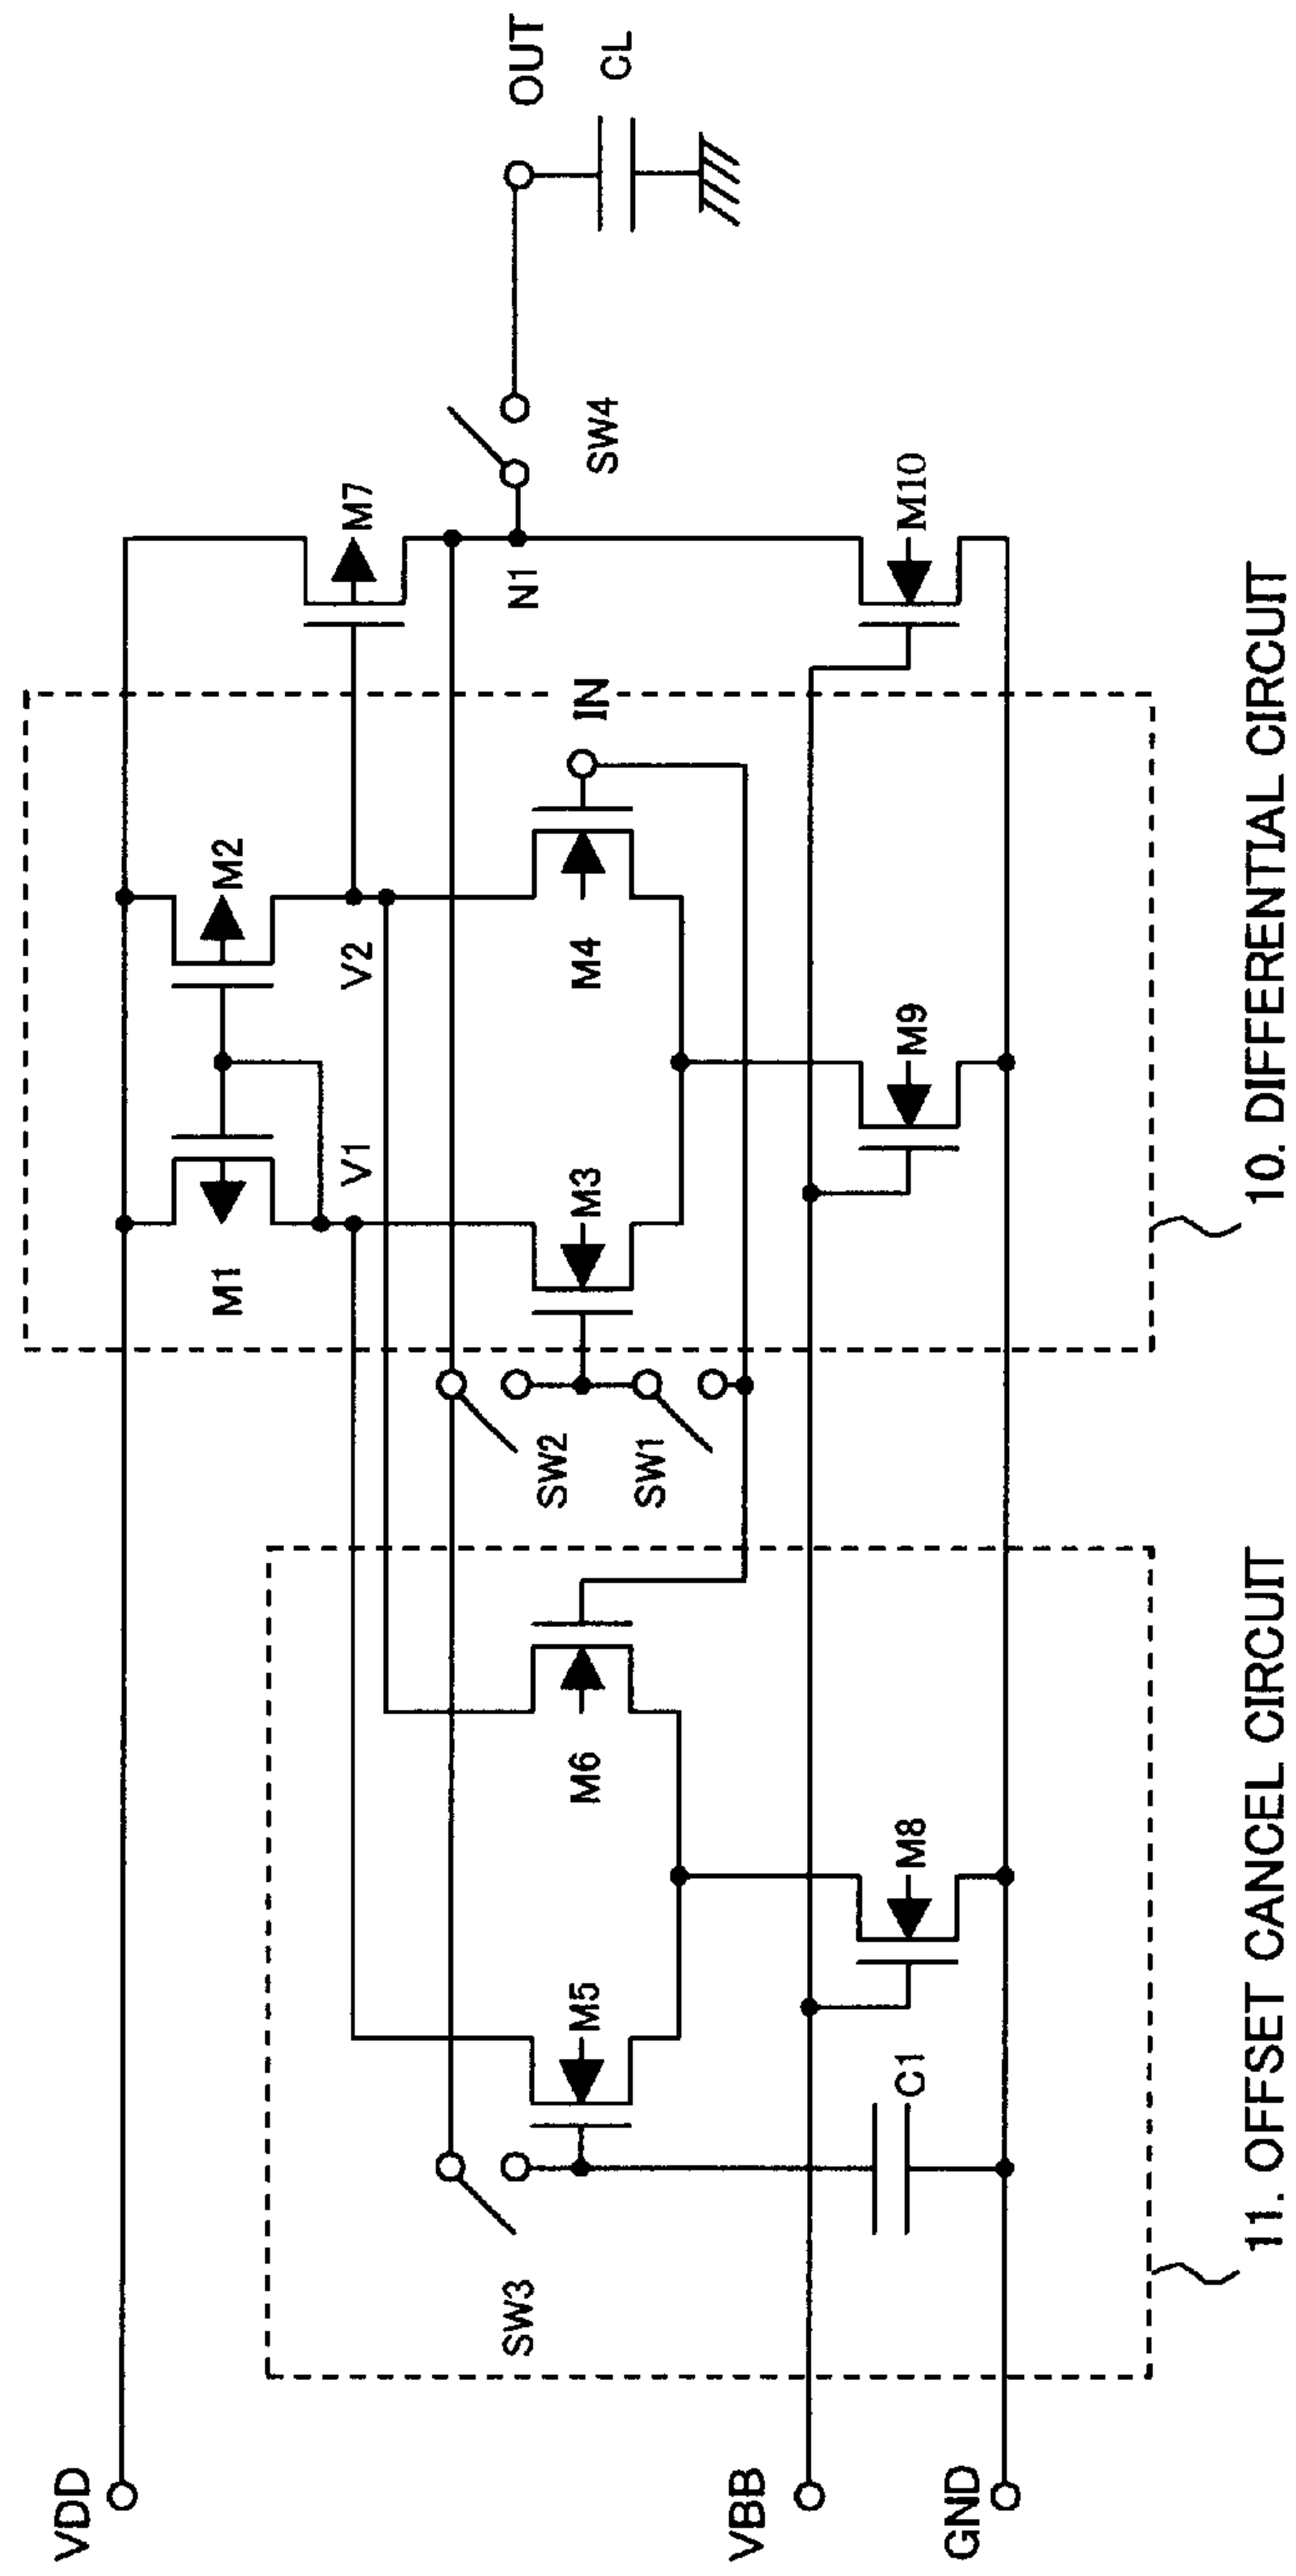 VDD
VBB
GND
SW3
M5
C1
M6
M8
SW2
SW1
M1
V1
M3
M2
V2
M4
M9
IN
M7
N1
M10
SW4
OUT
CL
11. OFFSET CANCEL CIRCUIT
10. DIFFERENTIAL CIRCUIT